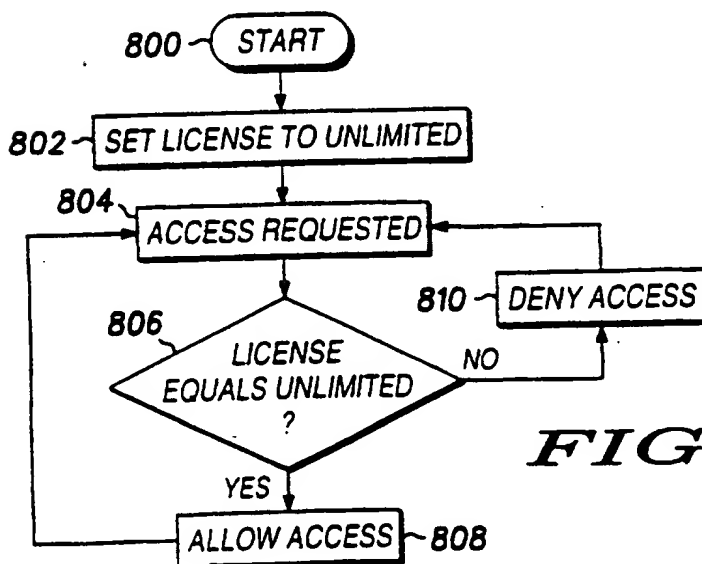 800 START
802 SET LICENSE TO UNLIMITED
804
ACCESS REQUESTED
810 DENY ACCESS
806
LICENSE
EQUALS UNLIMITED
?
NO
FIG
YES
ALLOW ACCESS 808